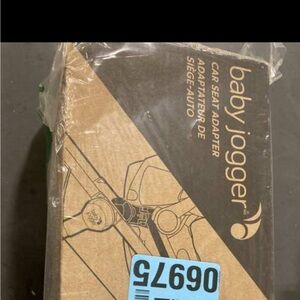 baby jogger®
CAR SEAT ADAPTER
ADAPTATEUR DE
SIÈGE-AUTO
06975